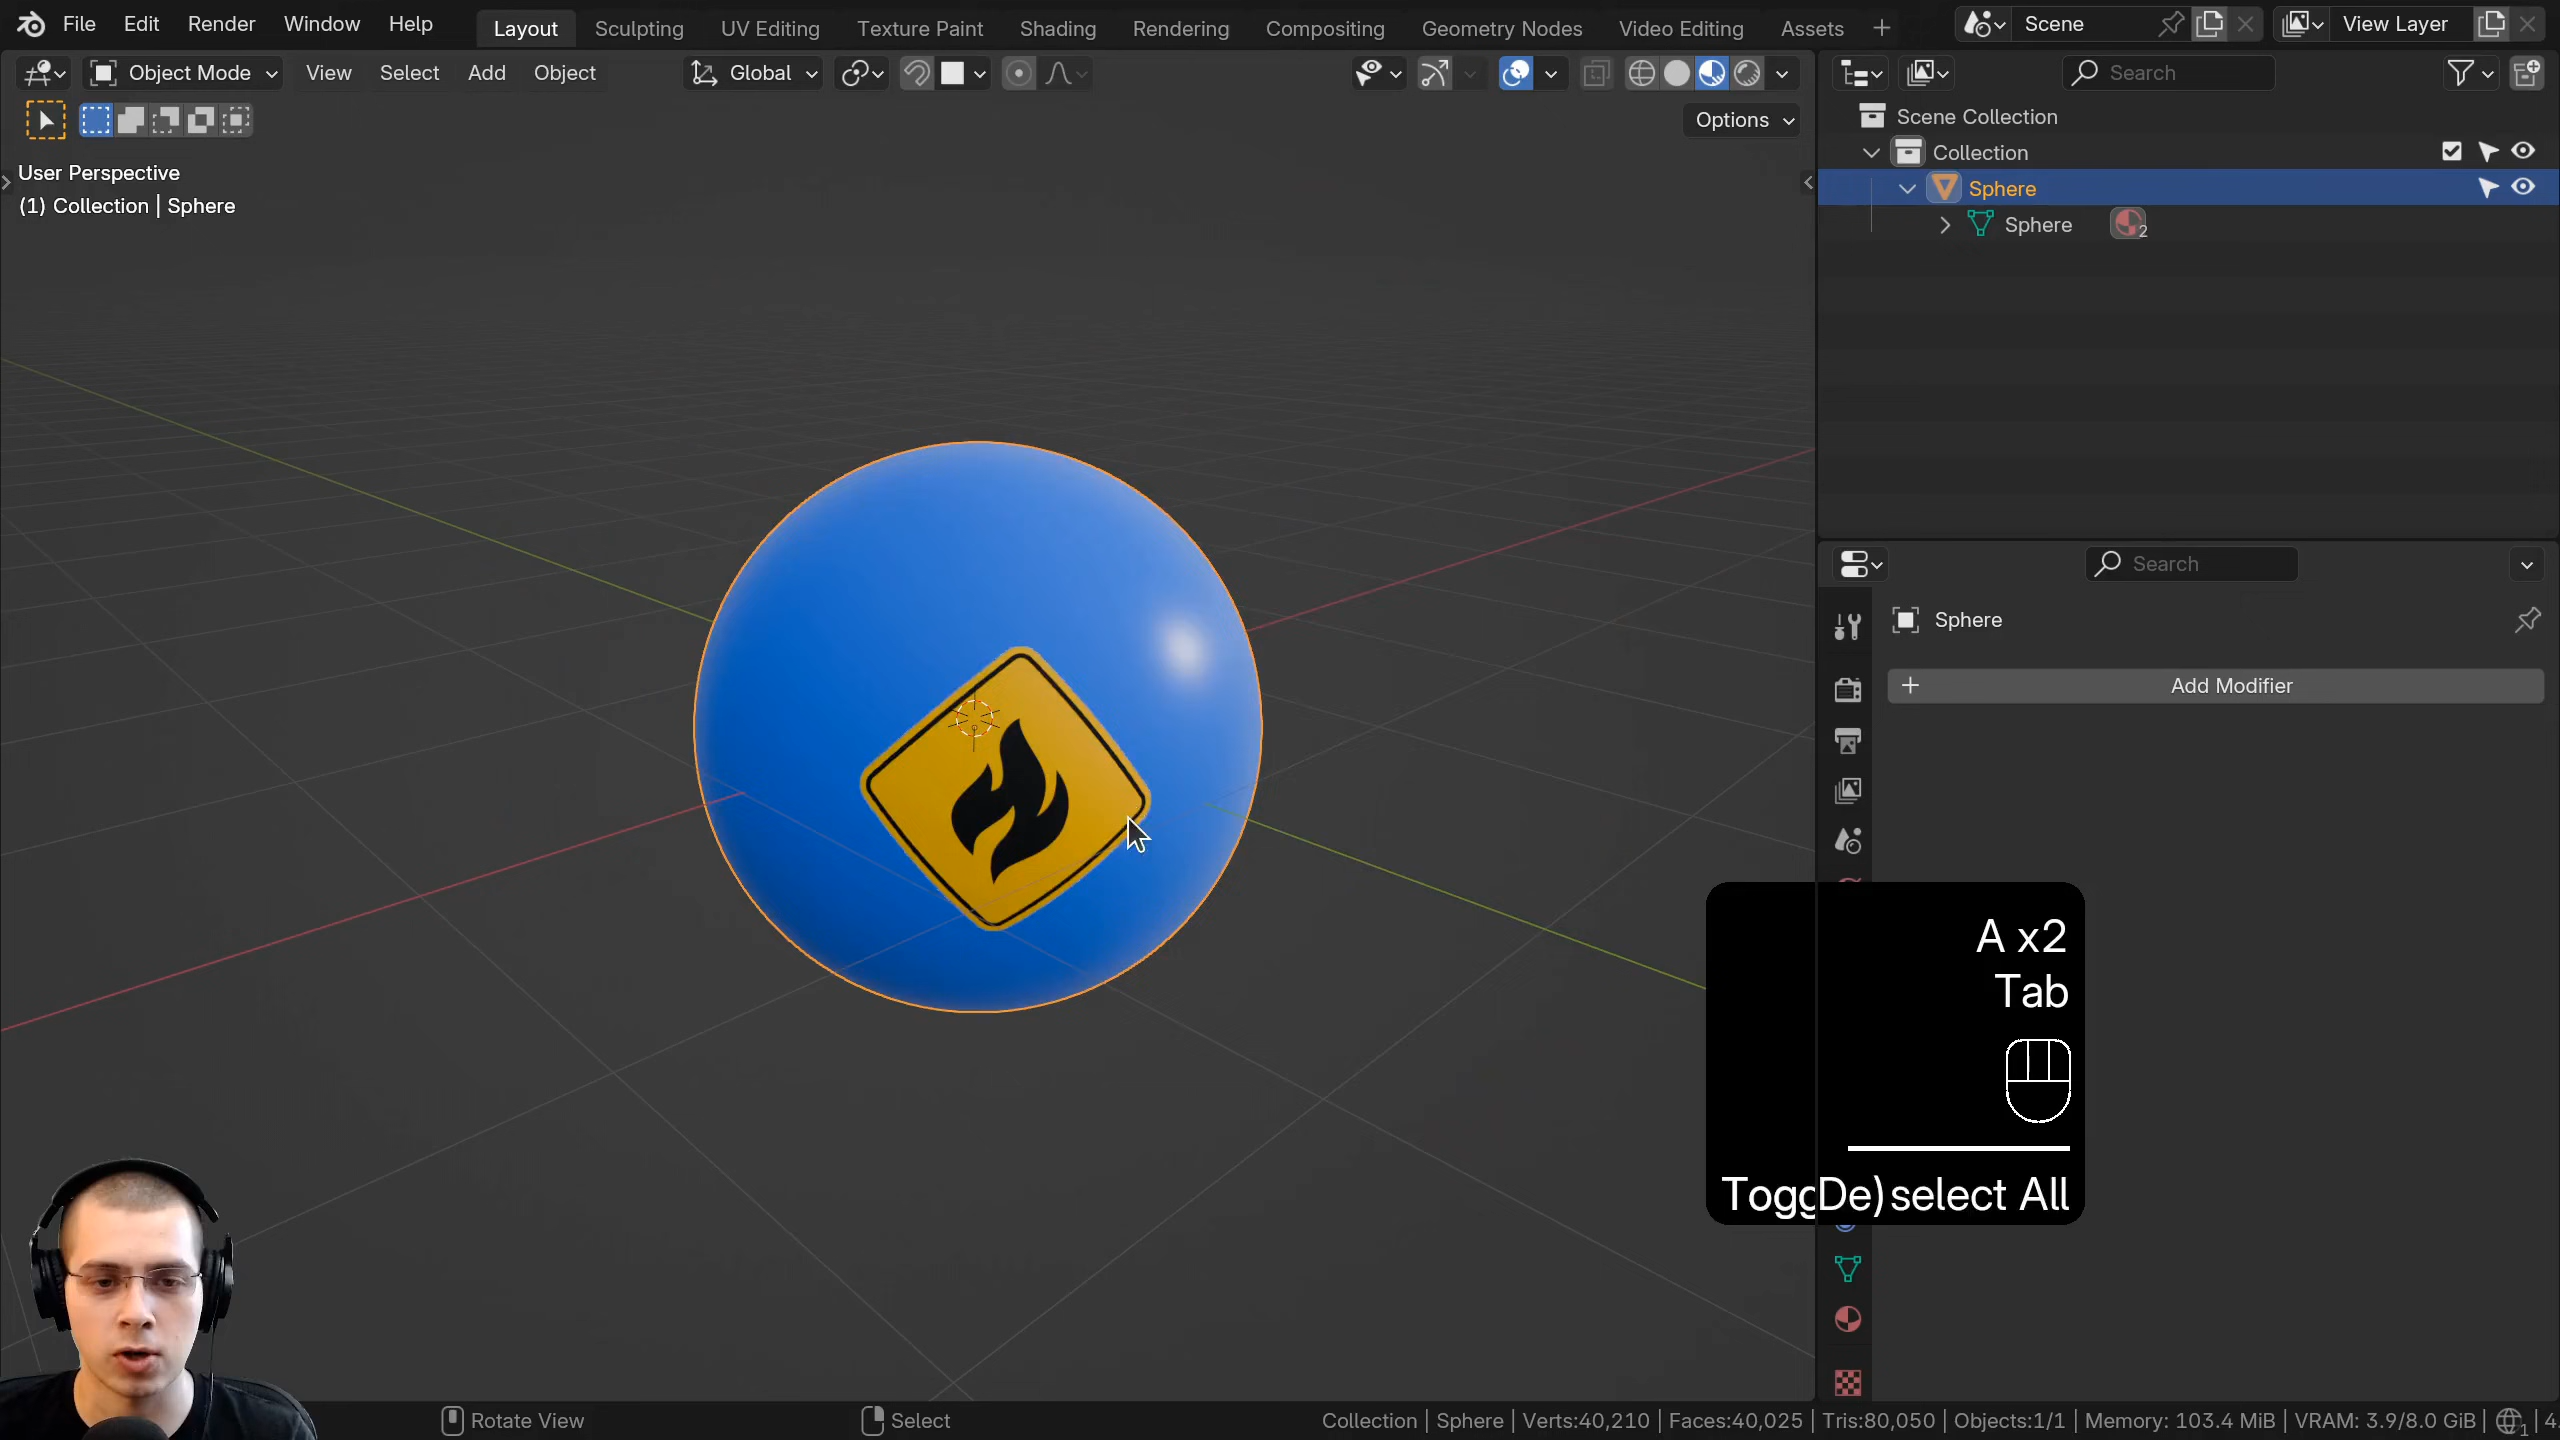 File Edit Render Window Help Layout Sculpting UV Editing Texture Paint Shading Rendering Compositing Geometry Nodes Video Editing Assets + Scene View Layer
Object Mode View Select Add Object Global Search
Options
User Perspective
(1) Collection | Sphere
Scene Collection
Collection
Sphere
Sphere 2
Search
Sphere
+ Add Modifier
A x2
Tab
Togg De) select All
Rotate View Select Collection | Sphere | Verts:40,210 | Faces:40,025 | Tris:80,050 | Objects:1/1 | Memory: 103.4 MiB | VRAM: 3.9/8.0 GiB | 1 | 4.